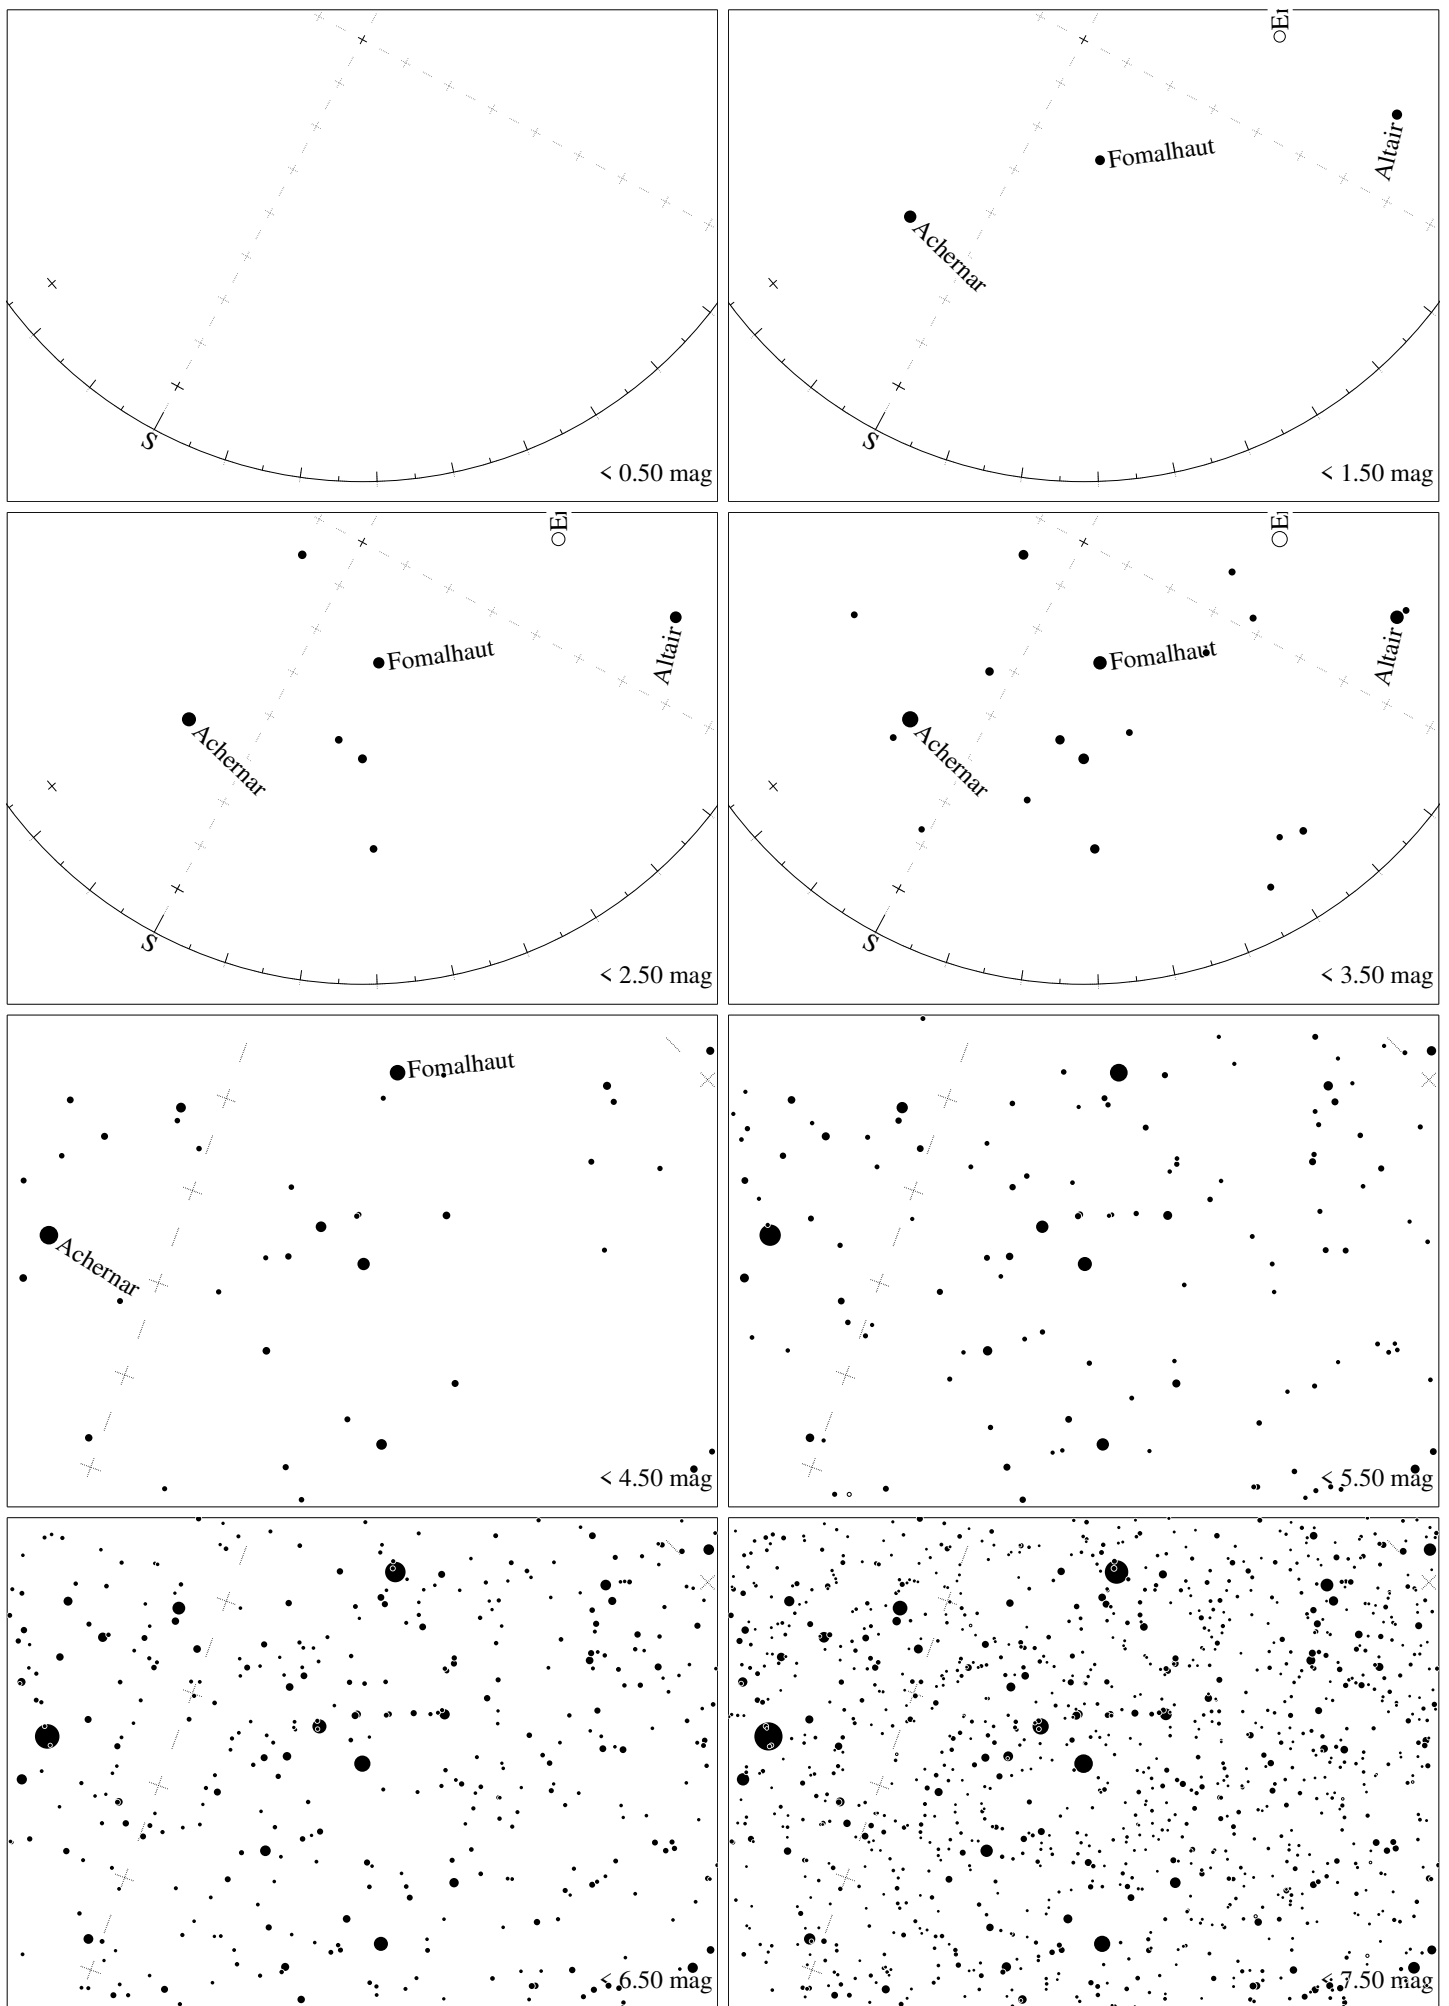 S
< 0.50 mag
Altair
Fomalhaut
Achernar
S
< 1.50 mag
Fomalhaut
Altair
Achernar
S
< 2.50 mag
Fomalhaut
Altair
Achernar
S
< 3.50 mag
Fomalhaut
Achernar
< 4.50 mag
< 5.50 mag
< 6.50 mag
< 7.50 mag